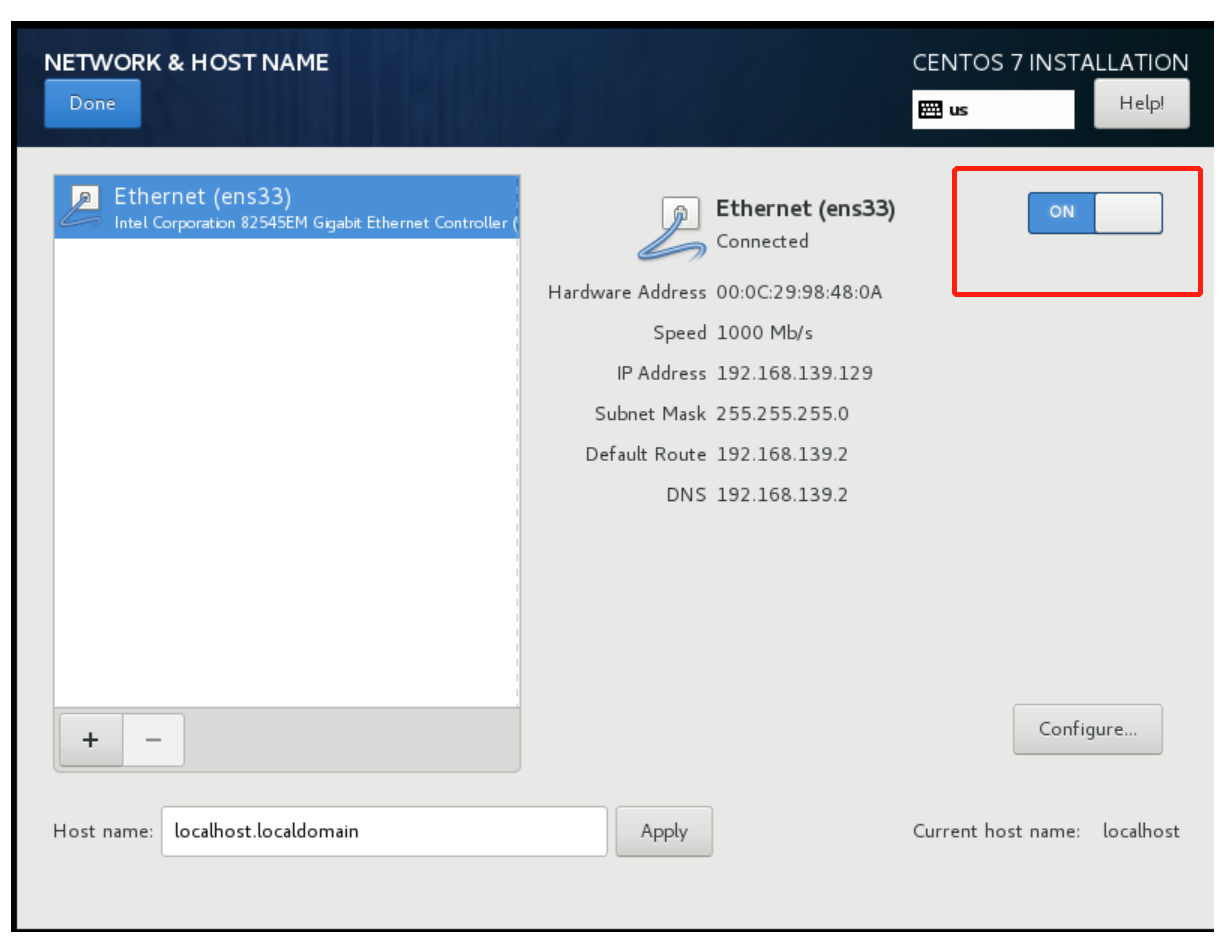 NETWORK & HOST NAME
CENTOS 7 INSTALLATION
Done
us
Help!
Ethernet (ens33)
Intel Corporation 82545EM Gigabit Ethernet Controller (
Ethernet (ens33)
Connected
ON
Hardware Address 00:0C:29:98:48:0A
Speed 1000 Mb/s
IP Address 192.168.139.129
Subnet Mask 255.255.255.0
Default Route 192.168.139.2
DNS 192.168.139.2
+ −
Configure...
Host name: localhost.localdomain Apply Current host name: localhost